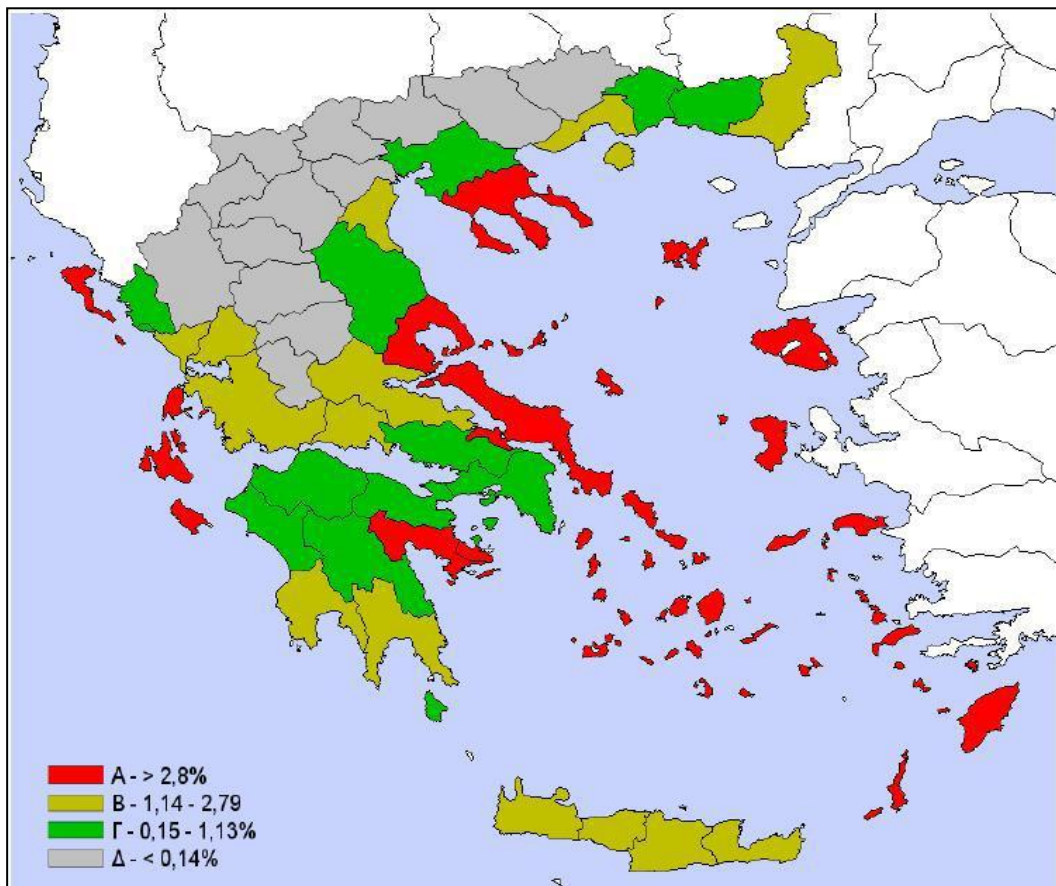 Α - > 2,8%
Β - 1,14 - 2,79
Γ - 0,15 - 1,13%
Δ - < 0,14%